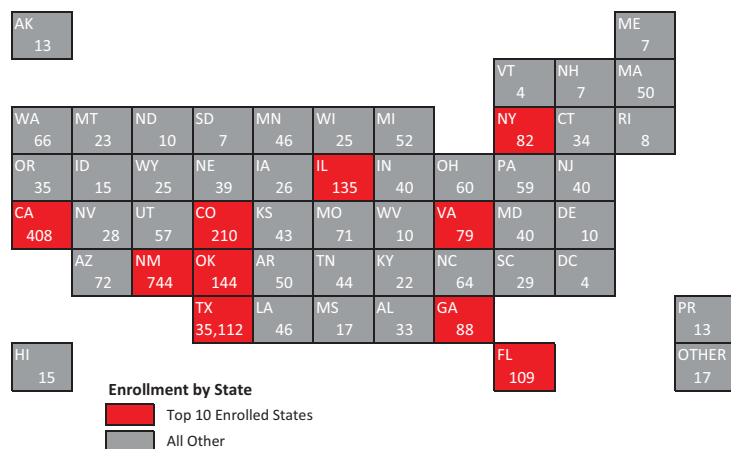 AK ME
13 7
VT NH MA
4 7 50
WA MT ND SD MN WI MI NY CT RI
66 23 10 7 46 25 52 82 34 8
OR ID WY NE IA IL IN OH PA NJ
35 15 25 39 26 135 40 60 59 40
CA NV UT CO KS MO WV VA MD DE
408 28 57 210 43 71 10 79 40 10
AZ NM OK AR TN KY NC SC DC
72 744 144 50 44 22 64 29 4
TX LA MS AL GA PR
35,112 46 17 33 88 13
HI FL OTHER
15 109 17
Enrollment by State
Top 10 Enrolled States
All Other